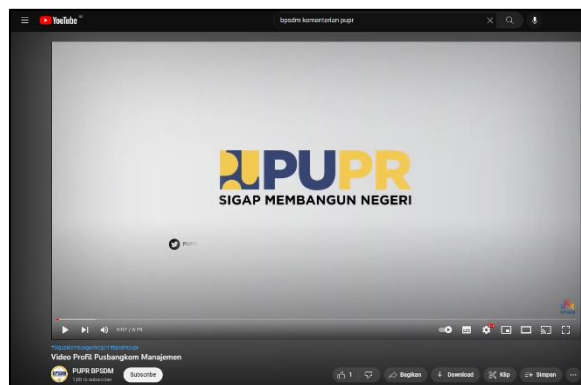 YouTube
bpsdm kementerian pupr
PUPR
SIGAP MEMBANGUN NEGERI
Video Profil Pusbangkom Manajemen
PUPR BPSDM
Subscribe
1
Bagikan
Download
Klip
Simpan